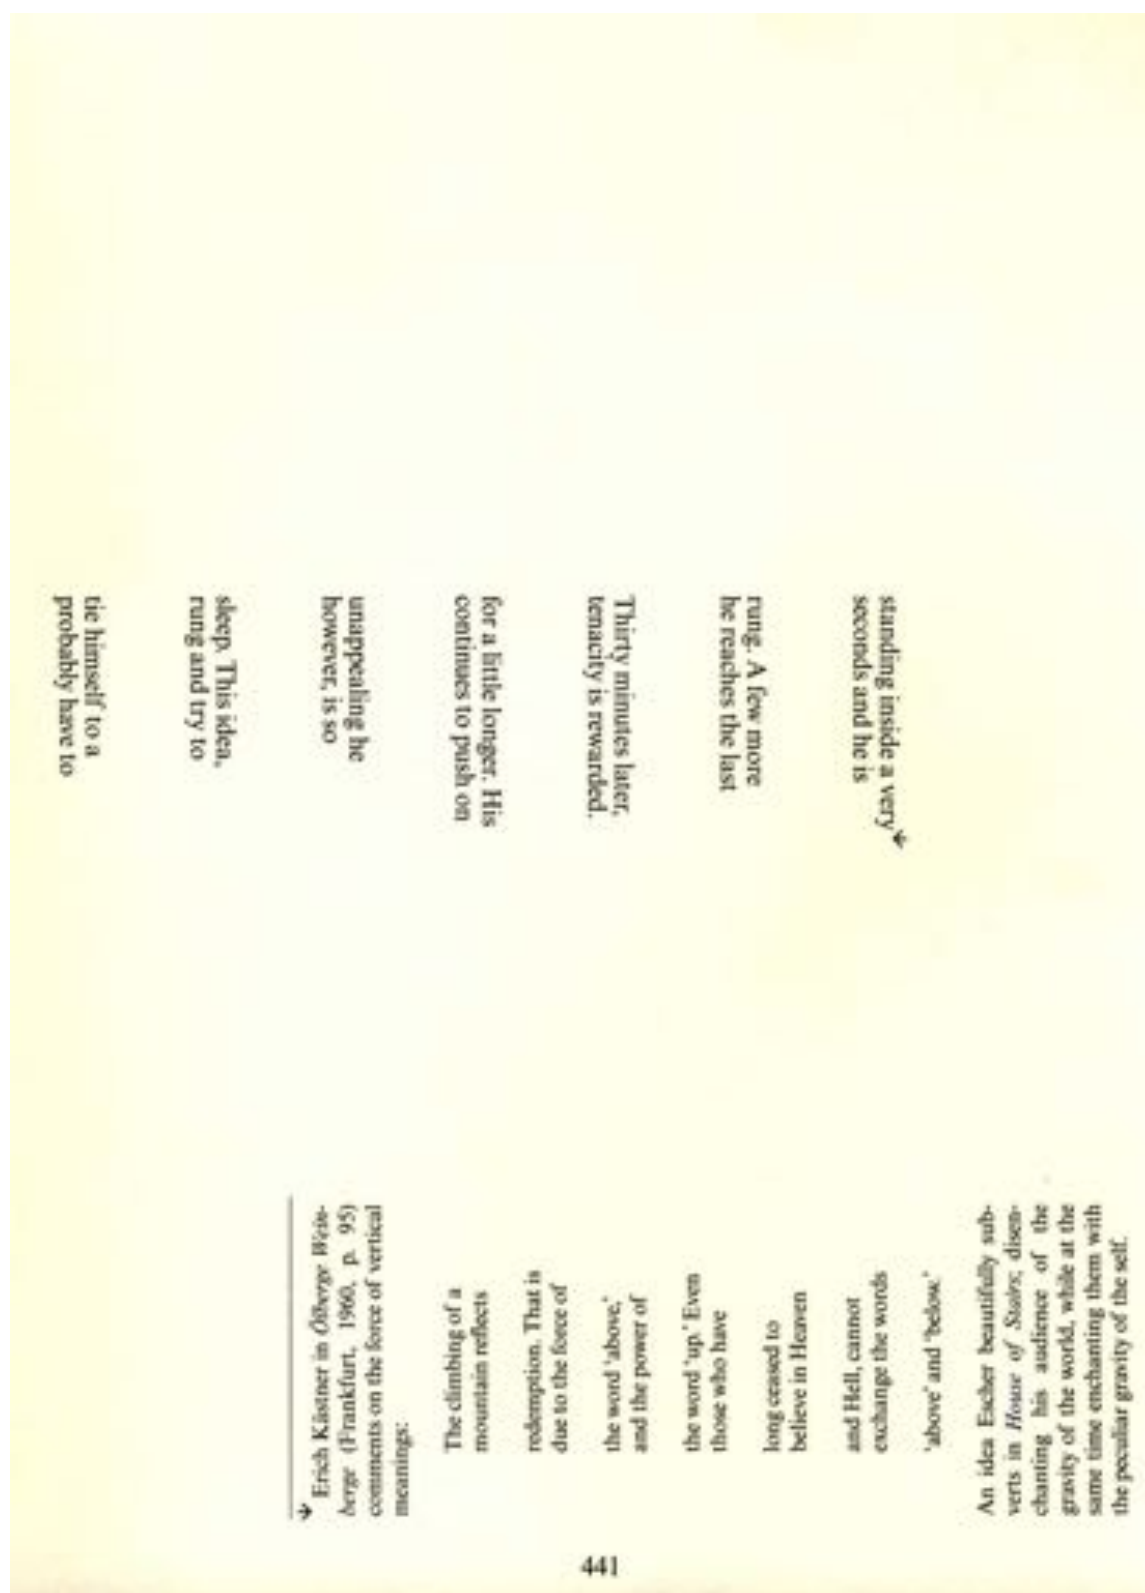 probably have to
tie himself to a
rung and try to
sleep. This idea,
however, is so
unappealing he
continues to push on
for a little longer. His
tenacity is rewarded.
Thirty minutes later,
he reaches the last
rung. A few more
seconds and he is
standing inside a very
Erich Kästner in Ölberge Wein-
berge (Frankfurt, 1960, p. 95)
comments on the force of vertical
meanings:
The climbing of a
mountain reflects
redemption. That is
due to the force of
the word 'above,'
and the power of
the word 'up.' Even
those who have
long ceased to
believe in Heaven
and Hell, cannot
exchange the words
'above' and 'below.'
An idea Escher beautifully sub-
verts in House of Stairs; disen-
chanting his audience of the
gravity of the world, while at the
same time enchanting them with
the peculiar gravity of the self.
441